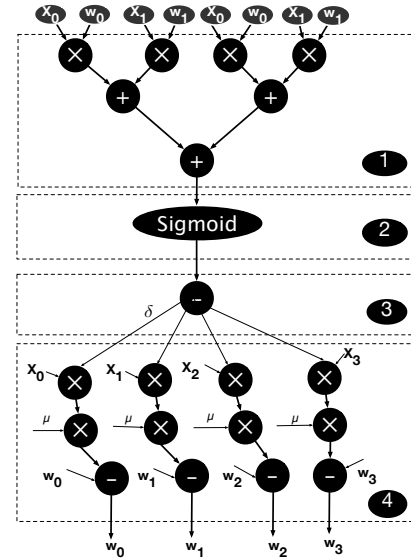 X0 w0 X1 w1 X0 w0 X1 w1
× × × ×
+ +
+
1
Sigmoid
2
-
3
δ
X0 X1 X2 X3
× × × ×
μ × μ × μ × μ ×
w0 - w1 - w2 - w3 -
4
w0 w1 w2 w3